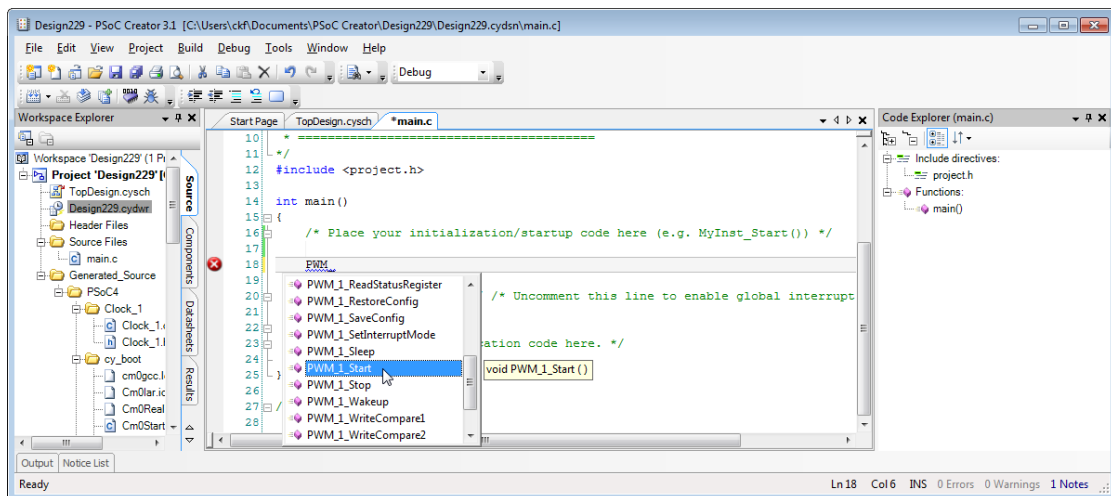 Design229 - PSoC Creator 3.1 [C:\Users\ckf\Documents\PSoC Creator\Design229\Design229.cydsn\main.c]
File Edit View Project Build Debug Tools Window Help
Debug
Workspace Explorer
Workspace 'Design229' (1 Pr
Project 'Design229' [
TopDesign.cysch
Design229.cydwr
Header Files
Source Files
main.c
Generated_Source
PSoC4
Clock_1
Clock_1.
Clock_1.
cy_boot
cm0gcc.l
Cm0Iar.ic
Cm0Real
Cm0Start
Source
Components
Datasheets
Results
Start Page TopDesign.cysch *main.c
10 * ========================================
11 */
12 #include <project.h>
13
14 int main()
15 {
16 /* Place your initialization/startup code here (e.g. MyInst_Start()) */
17
18 PWM_
19
20 /* Uncomment this line to enable global interrupt
21
22
23 ation code here. */
24
25 }
26
27 /
28
PWM_1_ReadStatusRegister
PWM_1_RestoreConfig
PWM_1_SaveConfig
PWM_1_SetInterruptMode
PWM_1_Sleep
PWM_1_Start
PWM_1_Stop
PWM_1_Wakeup
PWM_1_WriteCompare1
PWM_1_WriteCompare2
void PWM_1_Start ( )
Code Explorer (main.c)
Include directives:
project.h
Functions:
main()
Output Notice List
Ready Ln 18 Col 6 INS 0 Errors 0 Warnings 1 Notes